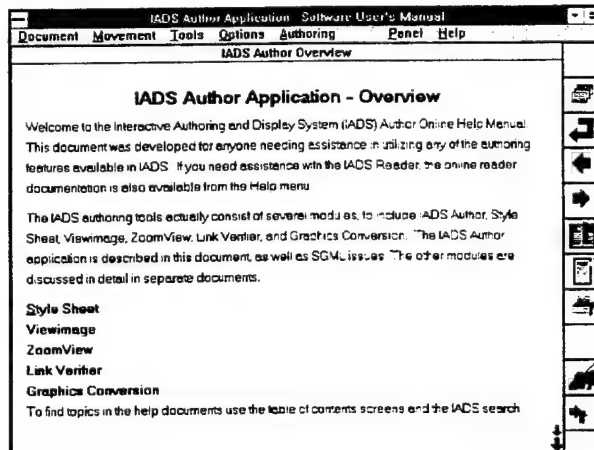 IADS Author Application - Software User's Manual
Document Movement Tools Options Authoring Panel Help
IADS Author Overview
IADS Author Application - Overview
Welcome to the Interactive Authoring and Display System (IADS) Author Online Help Manual.
This document was developed for anyone needing assistance in utilizing any of the authoring
features available in IADS. If you need assistance with the IADS Reader, the online reader
documentation is also available from the Help menu
The IADS authoring tools actually consist of several modules, to include IADS Author, Style
Sheet, Viewimage, ZoomView, Link Verifier, and Graphics Conversion. The IADS Author
application is described in this document, as well as SGML issues. The other modules are
discussed in detail in separate documents.
Style Sheet
Viewimage
ZoomView
Link Verifier
Graphics Conversion
To find topics in the help documents use the table of contents screens and the IADS search